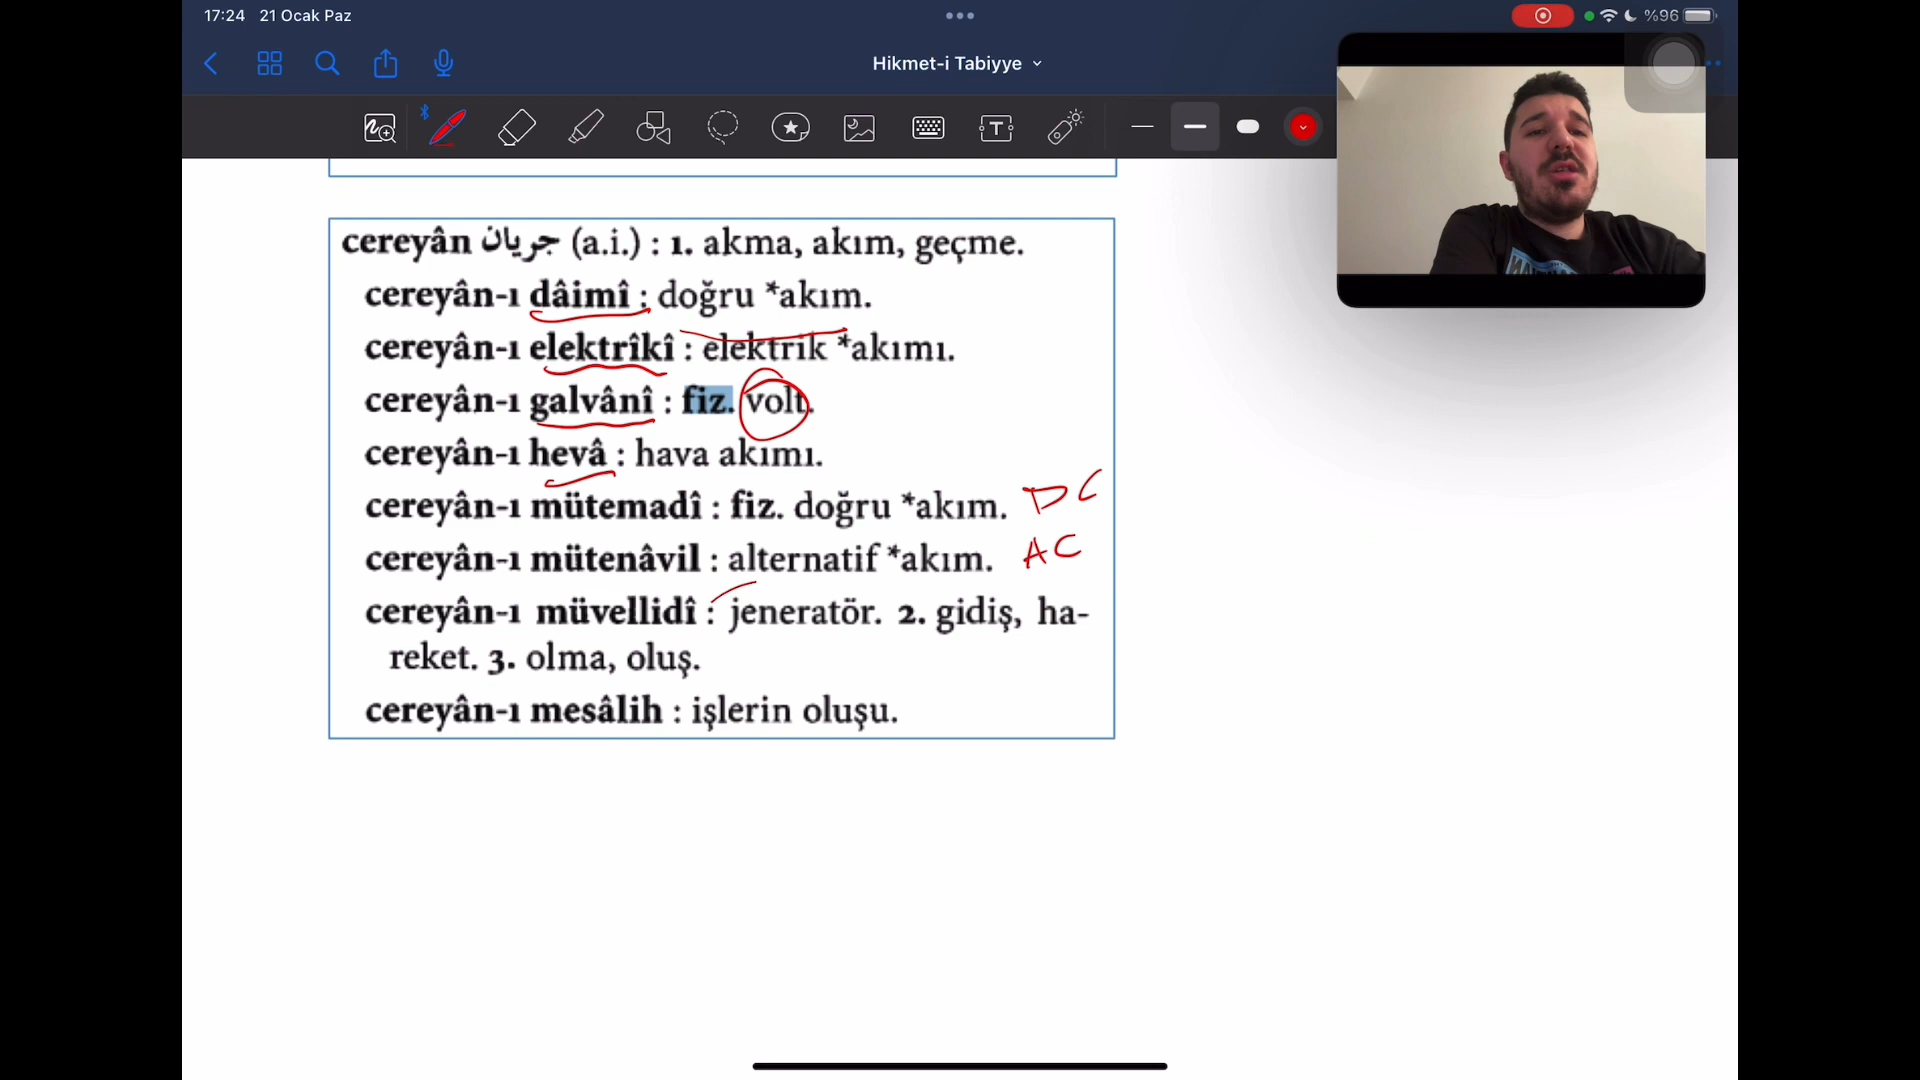 17:24 21 Ocak Paz
%96
Hikmet-i Tabiyye
T
cereyân جريان (a.i.) : 1. akma, akım, geçme.
cereyân-ı dâimî : doğru *akım.
cereyân-ı elektrîkî : elektrik *akımı.
cereyân-ı galvânî : fiz. volt.
cereyân-ı hevâ : hava akımı.
cereyân-ı mütemadî : fiz. doğru *akım. DC
cereyân-ı mütenâvil : alternatif *akım. AC
cereyân-ı müvellidî : jeneratör. 2. gidiş, ha-
reket. 3. olma, oluş.
cereyân-ı mesâlih : işlerin oluşu.